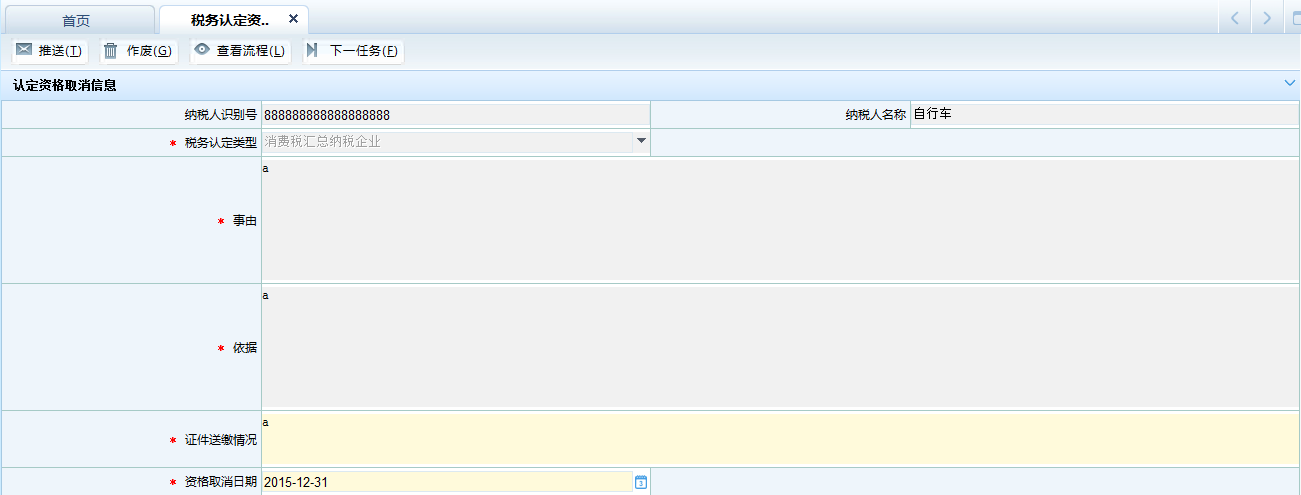 首页
税务认定资..
推送(T)
作废(G)
查看流程(L)
下一任务(F)
认定资格取消信息
纳税人识别号 888888888888888888 纳税人名称 自行车
* 税务认定类型 消费税汇总纳税企业
* 事由 a
* 依据 a
* 证件送缴情况 a
* 资格取消日期 2015-12-31